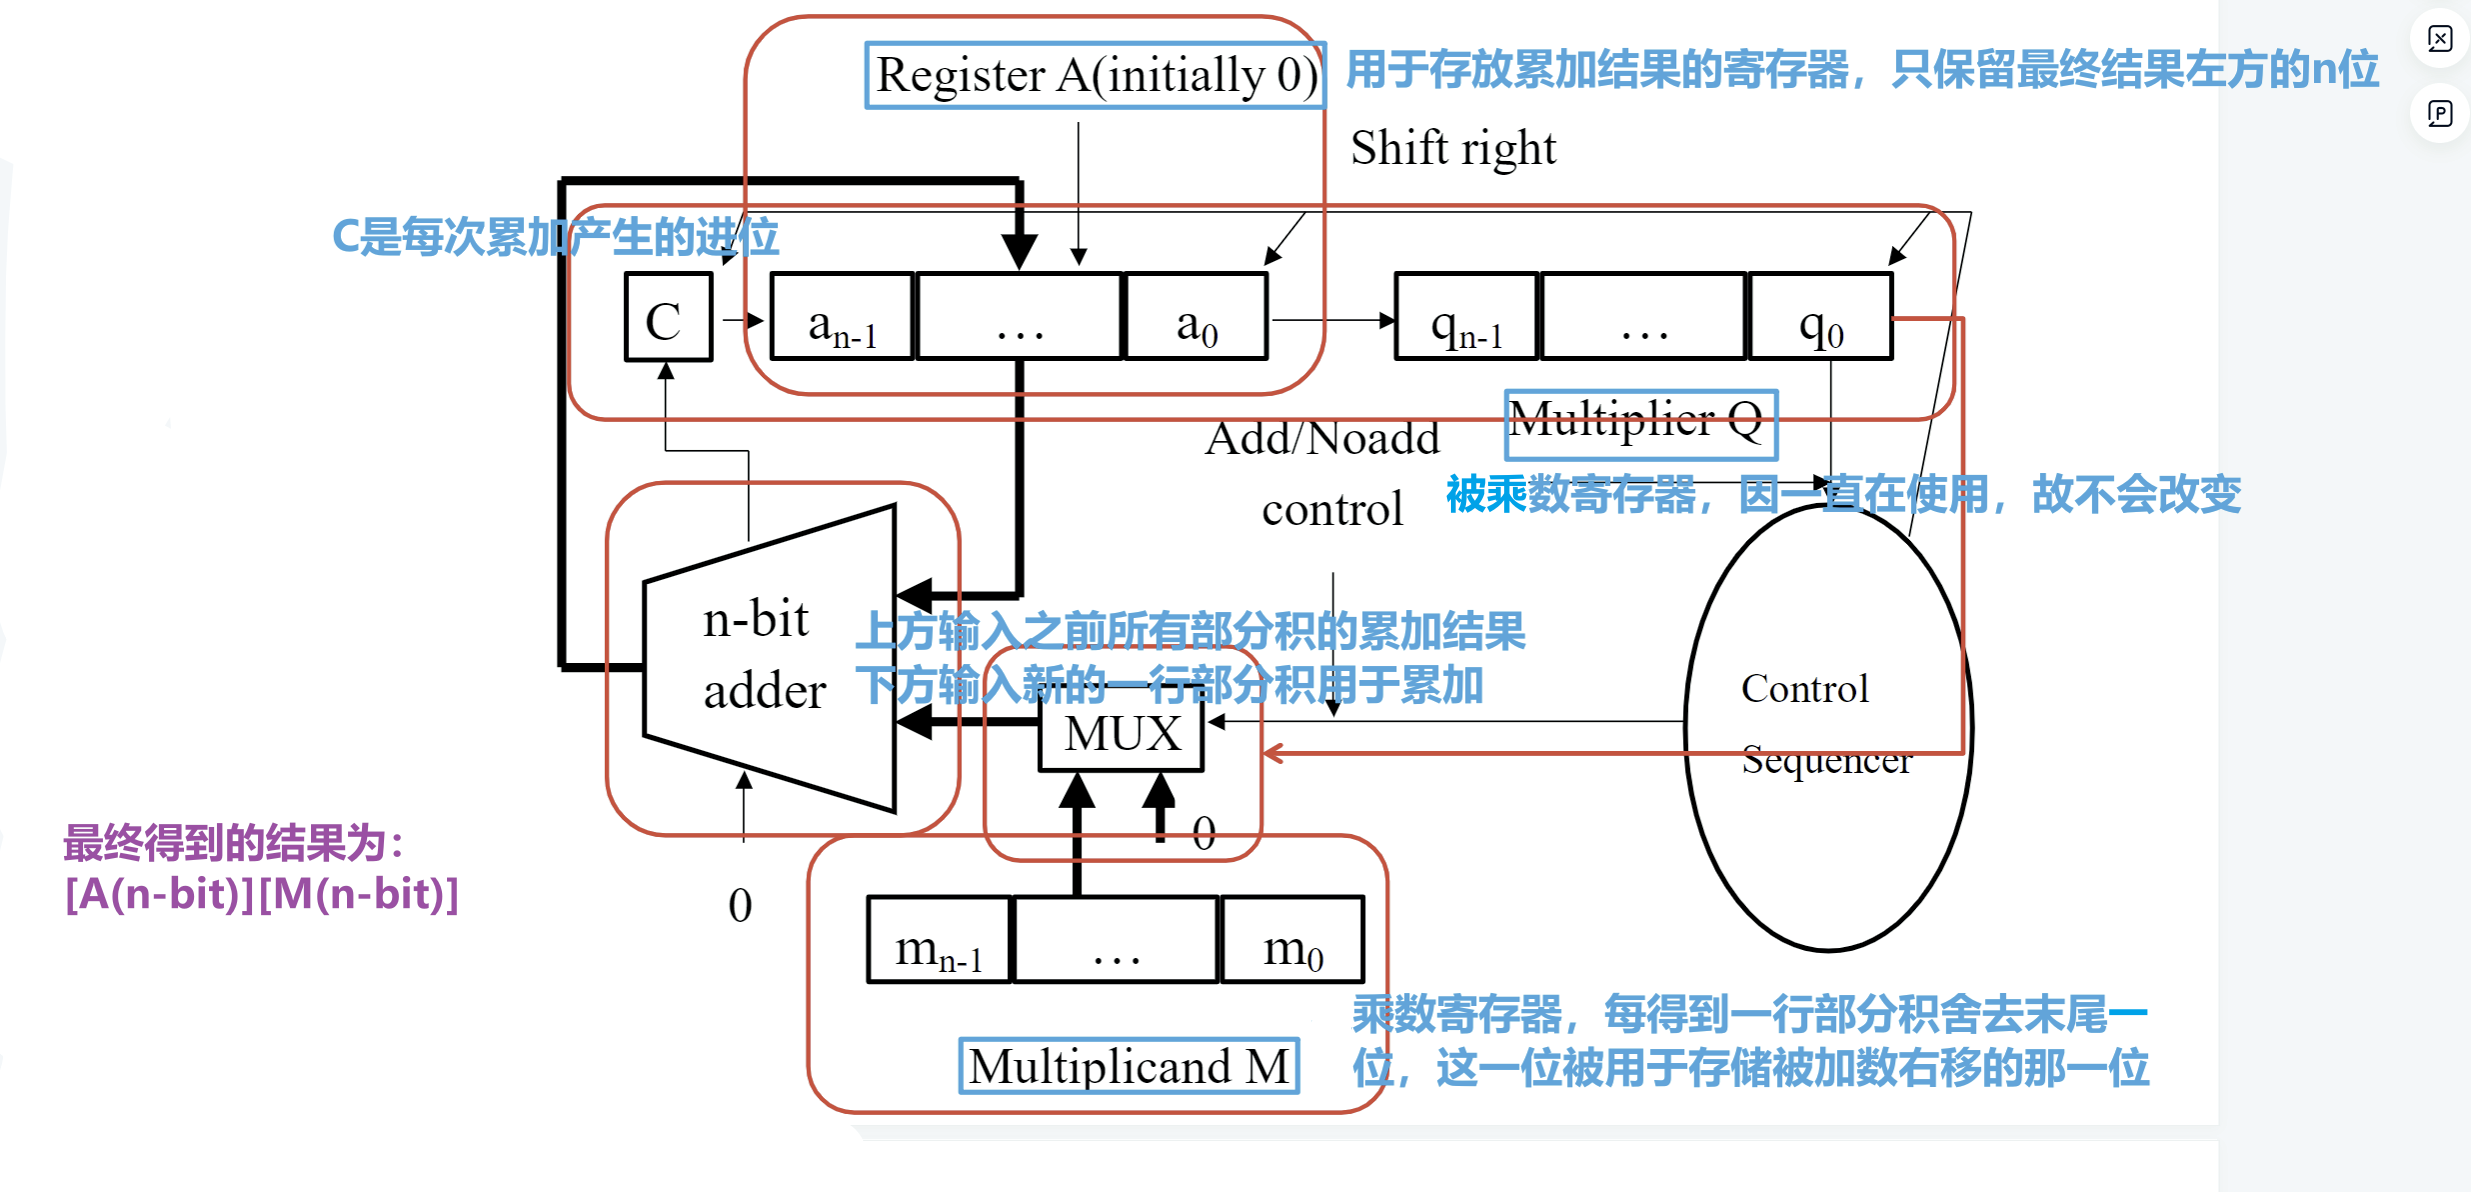 Register A(initially 0)
用于存放累加结果的寄存器，只保留最终结果左方的n位
Shift right
C是每次累加产生的进位
C
an-1
…
a0
qn-1
…
q0
Multiplier Q
Add/Noadd
control
被乘数寄存器，因一直在使用，故不会改变
n-bit
adder
上方输入之前所有部分积的累加结果
下方输入新的一行部分积用于累加
MUX
Control
Sequencer
0
0
最终得到的结果为：
[A(n-bit)][M(n-bit)]
mn-1
…
m0
乘数寄存器，每得到一行部分积舍去末尾一
位，这一位被用于存储被加数右移的那一位
Multiplicand M
P